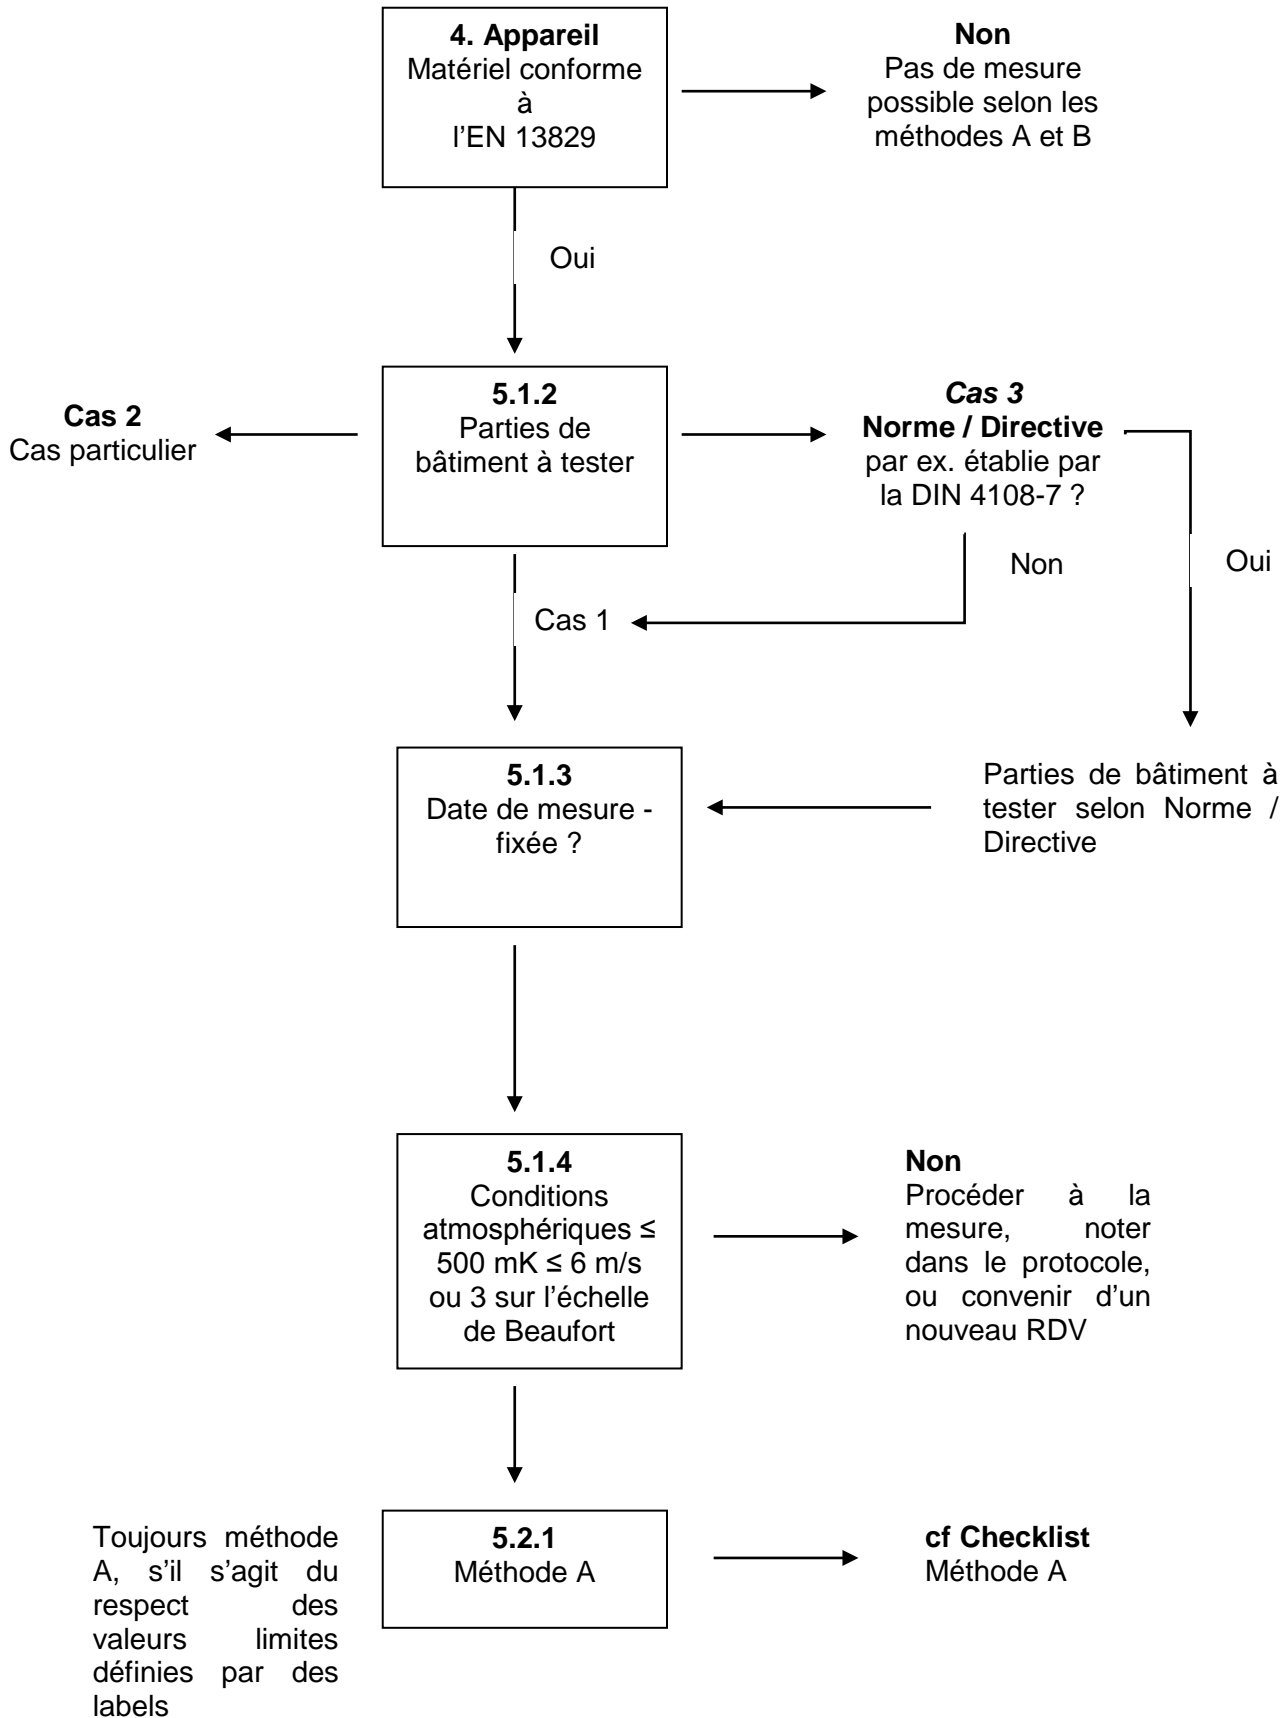 4. Appareil
Matériel conforme
à
l’EN 13829
Non
Pas de mesure
possible selon les
méthodes A et B
Oui
Cas 2
Cas particulier
5.1.2
Parties de
bâtiment à tester
Cas 3
Norme / Directive
par ex. établie par
la DIN 4108-7 ?
Non
Oui
Cas 1
5.1.3
Date de mesure -
fixée ?
Parties de bâtiment à
tester selon Norme /
Directive
5.1.4
Conditions
atmosphériques ≤
500 mK ≤ 6 m/s
ou 3 sur l’échelle
de Beaufort
Non
Procéder à la
mesure, noter
dans le protocole,
ou convenir d’un
nouveau RDV
Toujours méthode
A, s’il s’agit du
respect des
valeurs limites
définies par des
labels
5.2.1
Méthode A
cf Checklist
Méthode A